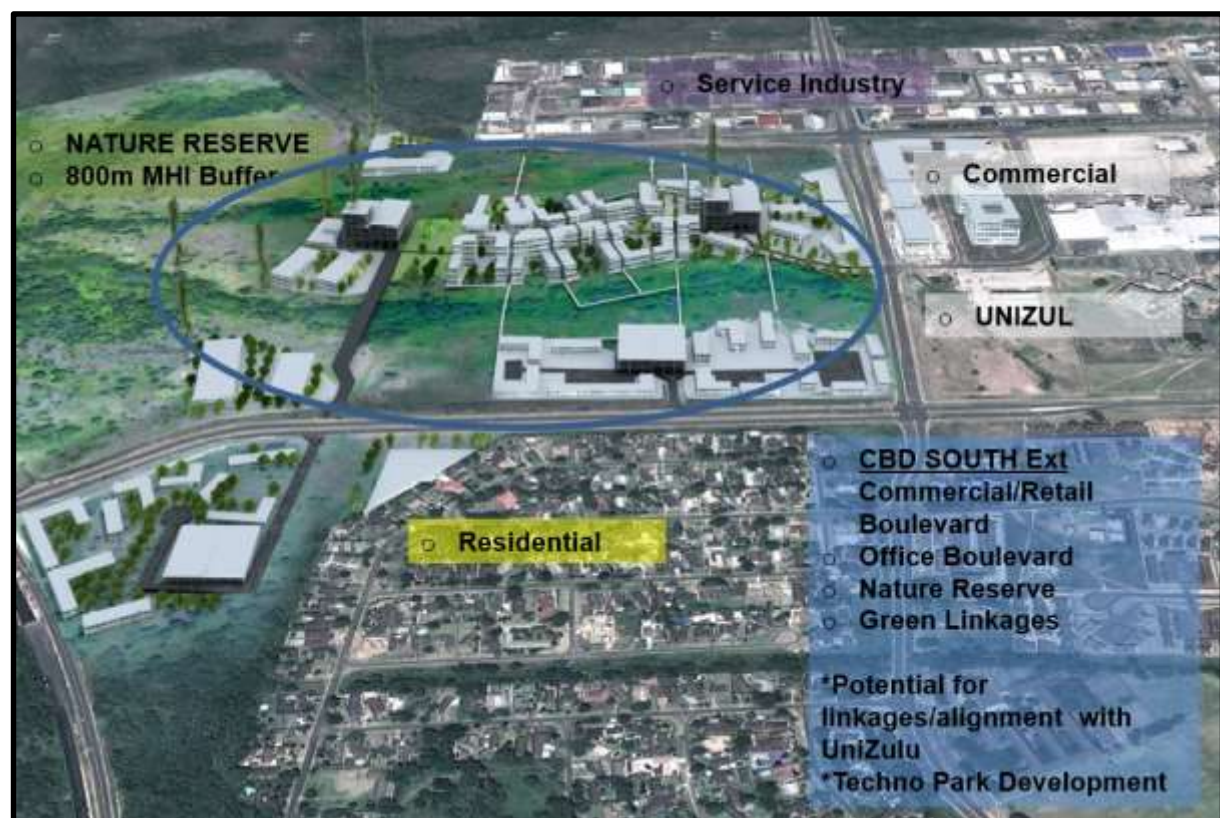 ○ Service Industry
○ NATURE RESERVE
○ 800m MHI Buffer
○ Commercial
○ UNIZUL
○ CBD SOUTH Ext
Commercial/Retail
Boulevard
○ Office Boulevard
○ Nature Reserve
○ Green Linkages
*Potential for
linkages/alignment with
UniZulu
*Techno Park Development
○ Residential